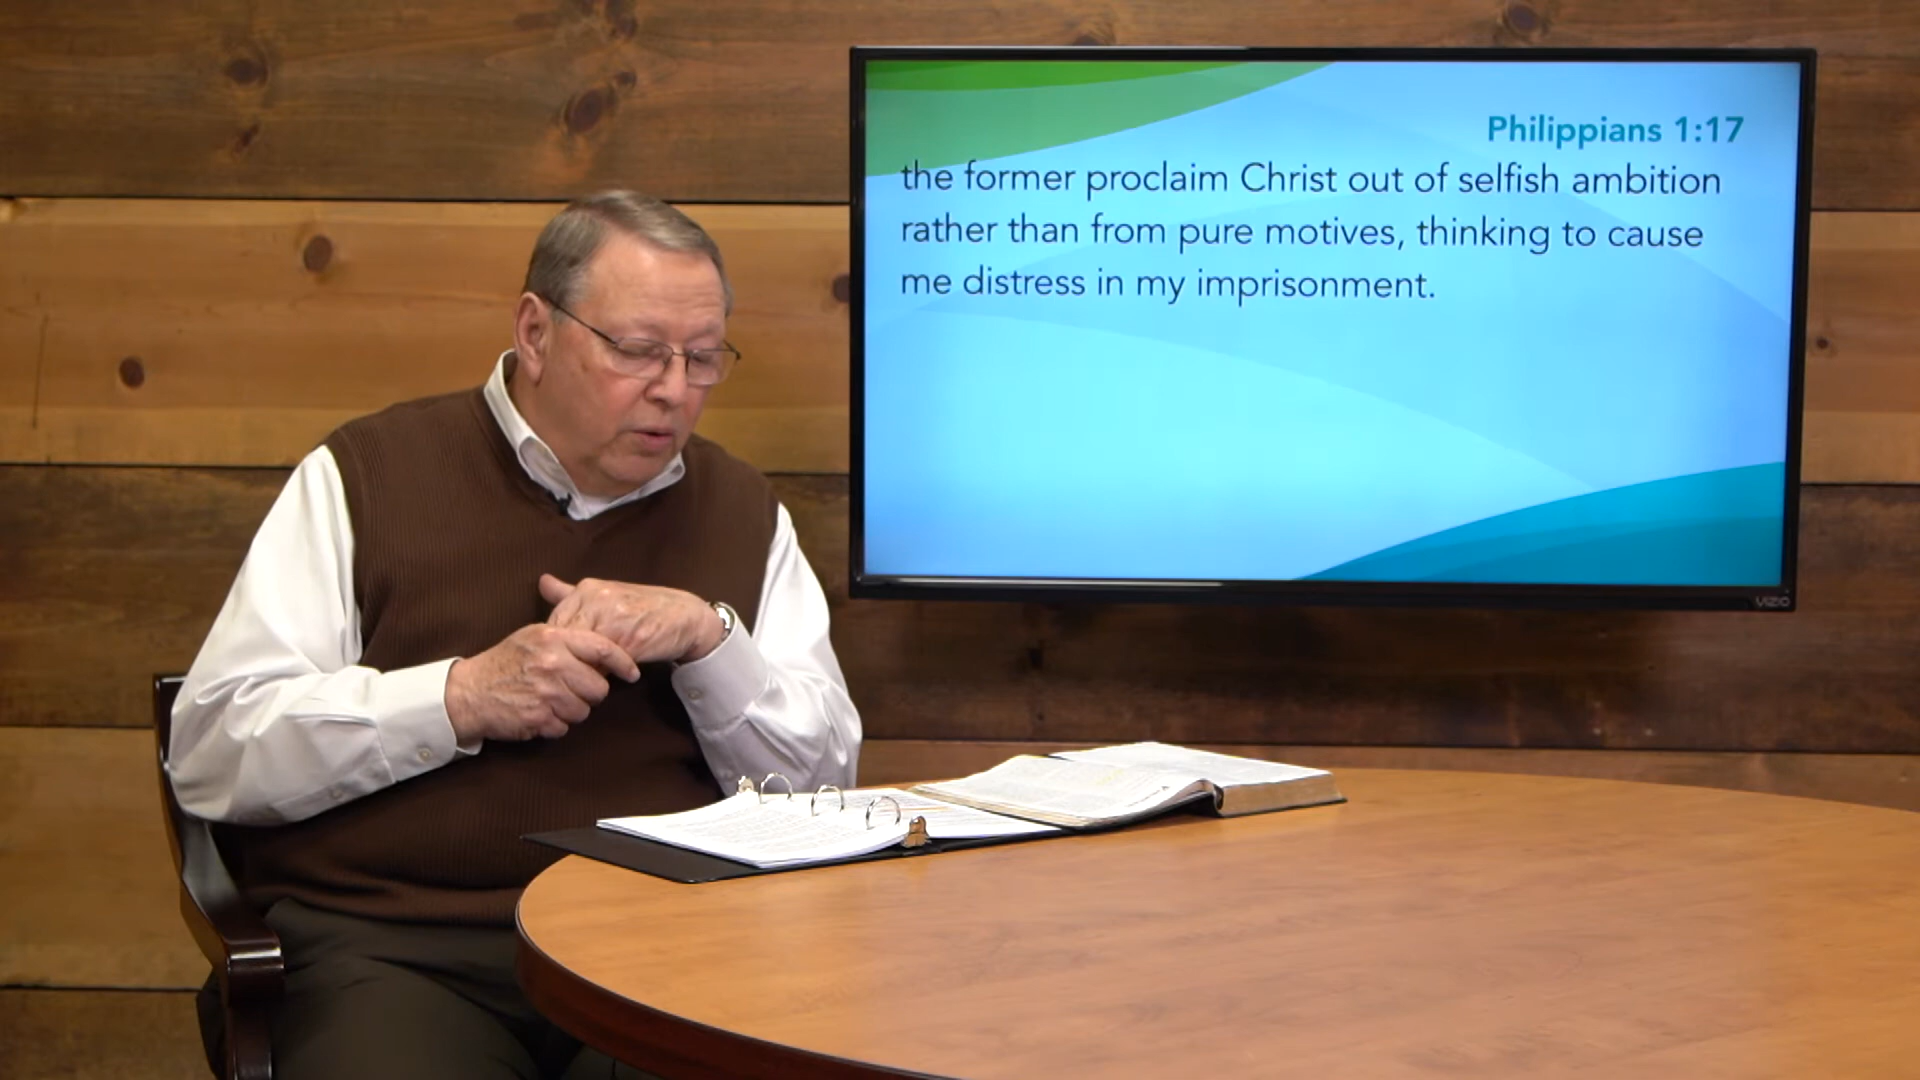 Philippians 1:17
the former proclaim Christ out of selfish ambition
rather than from pure motives, thinking to cause
me distress in my imprisonment.
VIZIO